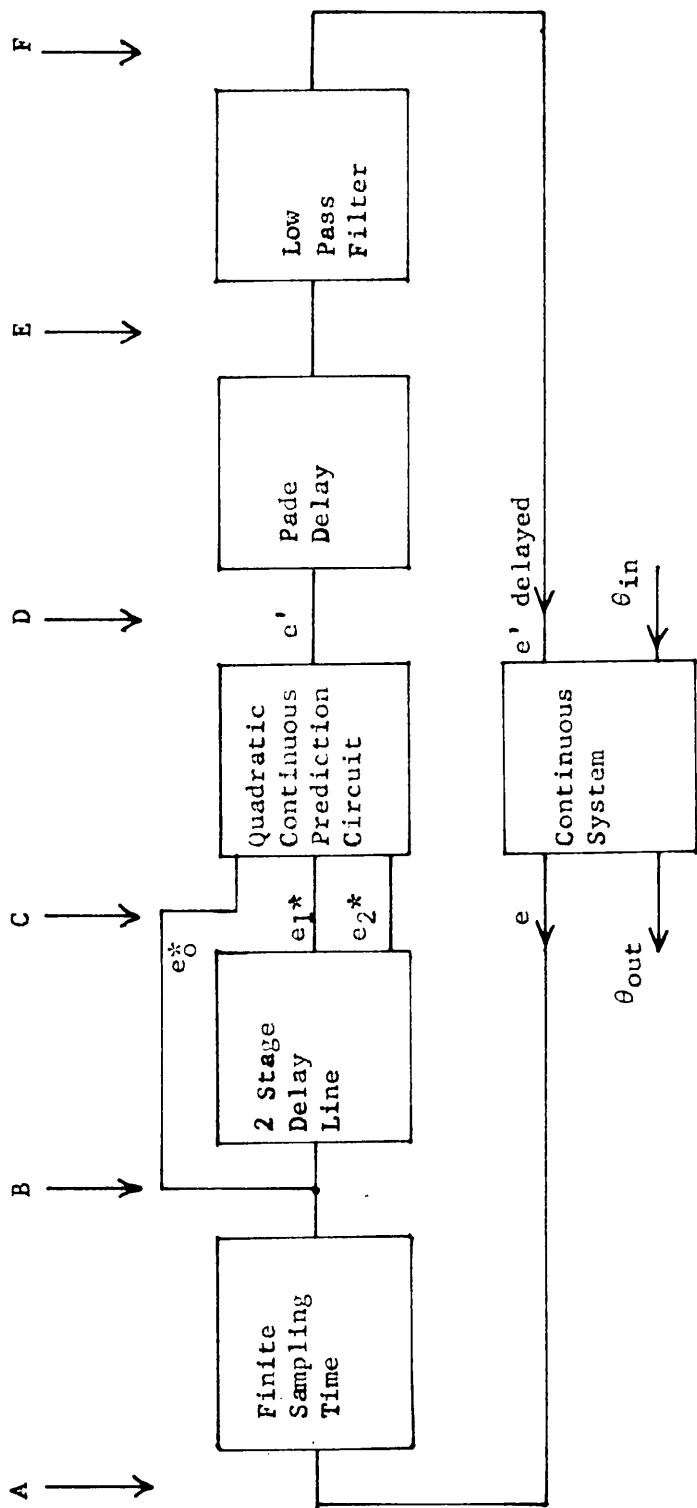 A
B
C
D
E
F
Finite
Sampling
Time
2 Stage
Delay
Line
e*o
e1*
e2*
Quadratic
Continuous
Prediction
Circuit
e'
Pade
Delay
Low
Pass
Filter
e
θout
Continuous
System
e' delayed
θin